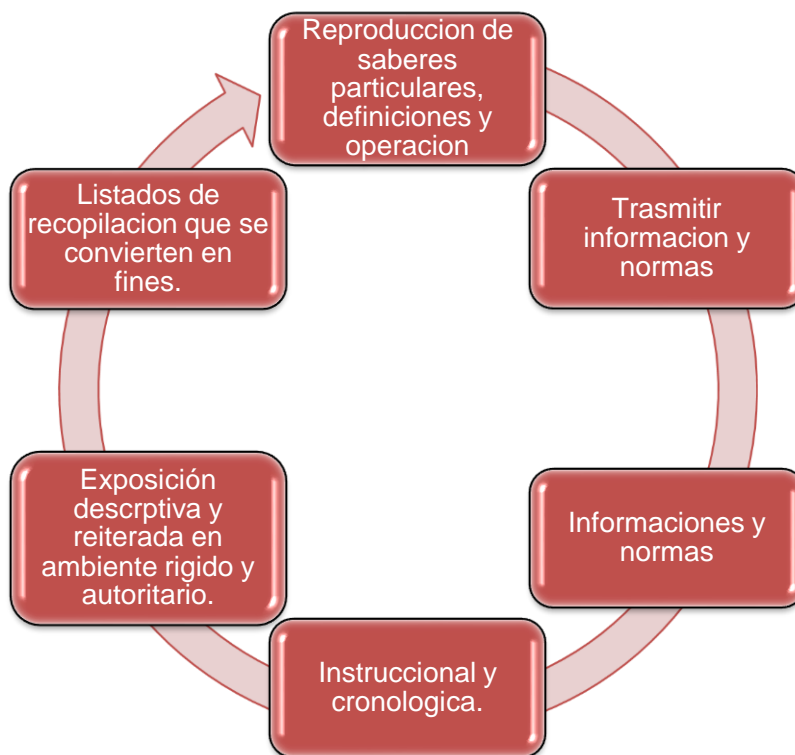 Reproduccion de
saberes
particulares,
definiciones y
operacion
Trasmitir
informacion y
normas
Informaciones y
normas
Instruccional y
cronologica.
Exposición
descrptiva y
reiterada en
ambiente rigido y
autoritario.
Listados de
recopilacion que se
convierten en
fines.